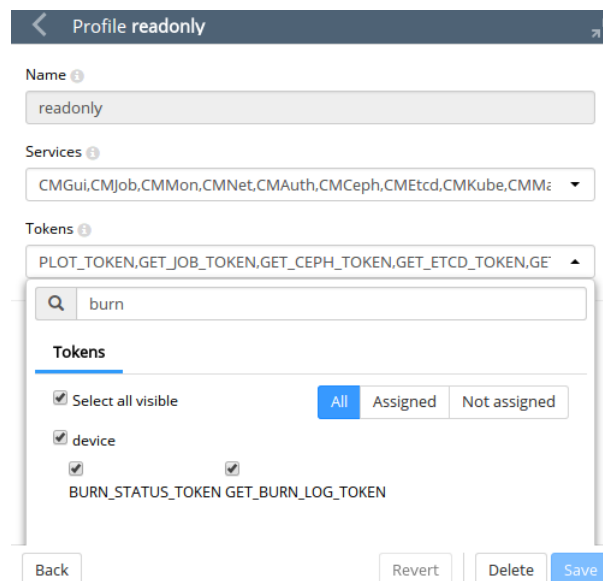 Profile readonly
Name
readonly
Services
CMGui,CMJob,CMMon,CMNet,CMAuth,CMCeph,CMEtcd,CMKube,CMMa
Tokens
PLOT_TOKEN,GET_JOB_TOKEN,GET_CEPH_TOKEN,GET_ETCD_TOKEN,GET
burn
Tokens
Select all visible All Assigned Not assigned
device
BURN_STATUS_TOKEN GET_BURN_LOG_TOKEN
Back Revert Delete Save